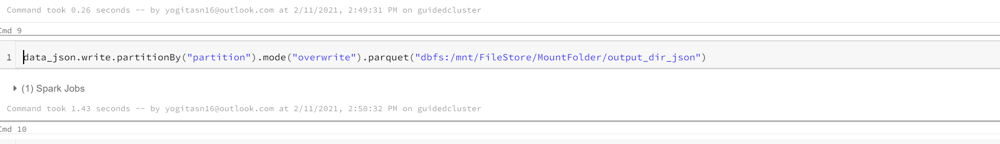 Command took 0.26 seconds -- by yogitasn16@outlook.com at 2/11/2021, 2:49:31 PM on guidedcluster
Cmd 9
1 data_json.write.partitionBy("partition").mode("overwrite").parquet("dbfs:/mnt/FileStore/MountFolder/output_dir_json")
(1) Spark Jobs
Command took 1.43 seconds -- by yogitasn16@outlook.com at 2/11/2021, 2:50:32 PM on guidedcluster
Cmd 10